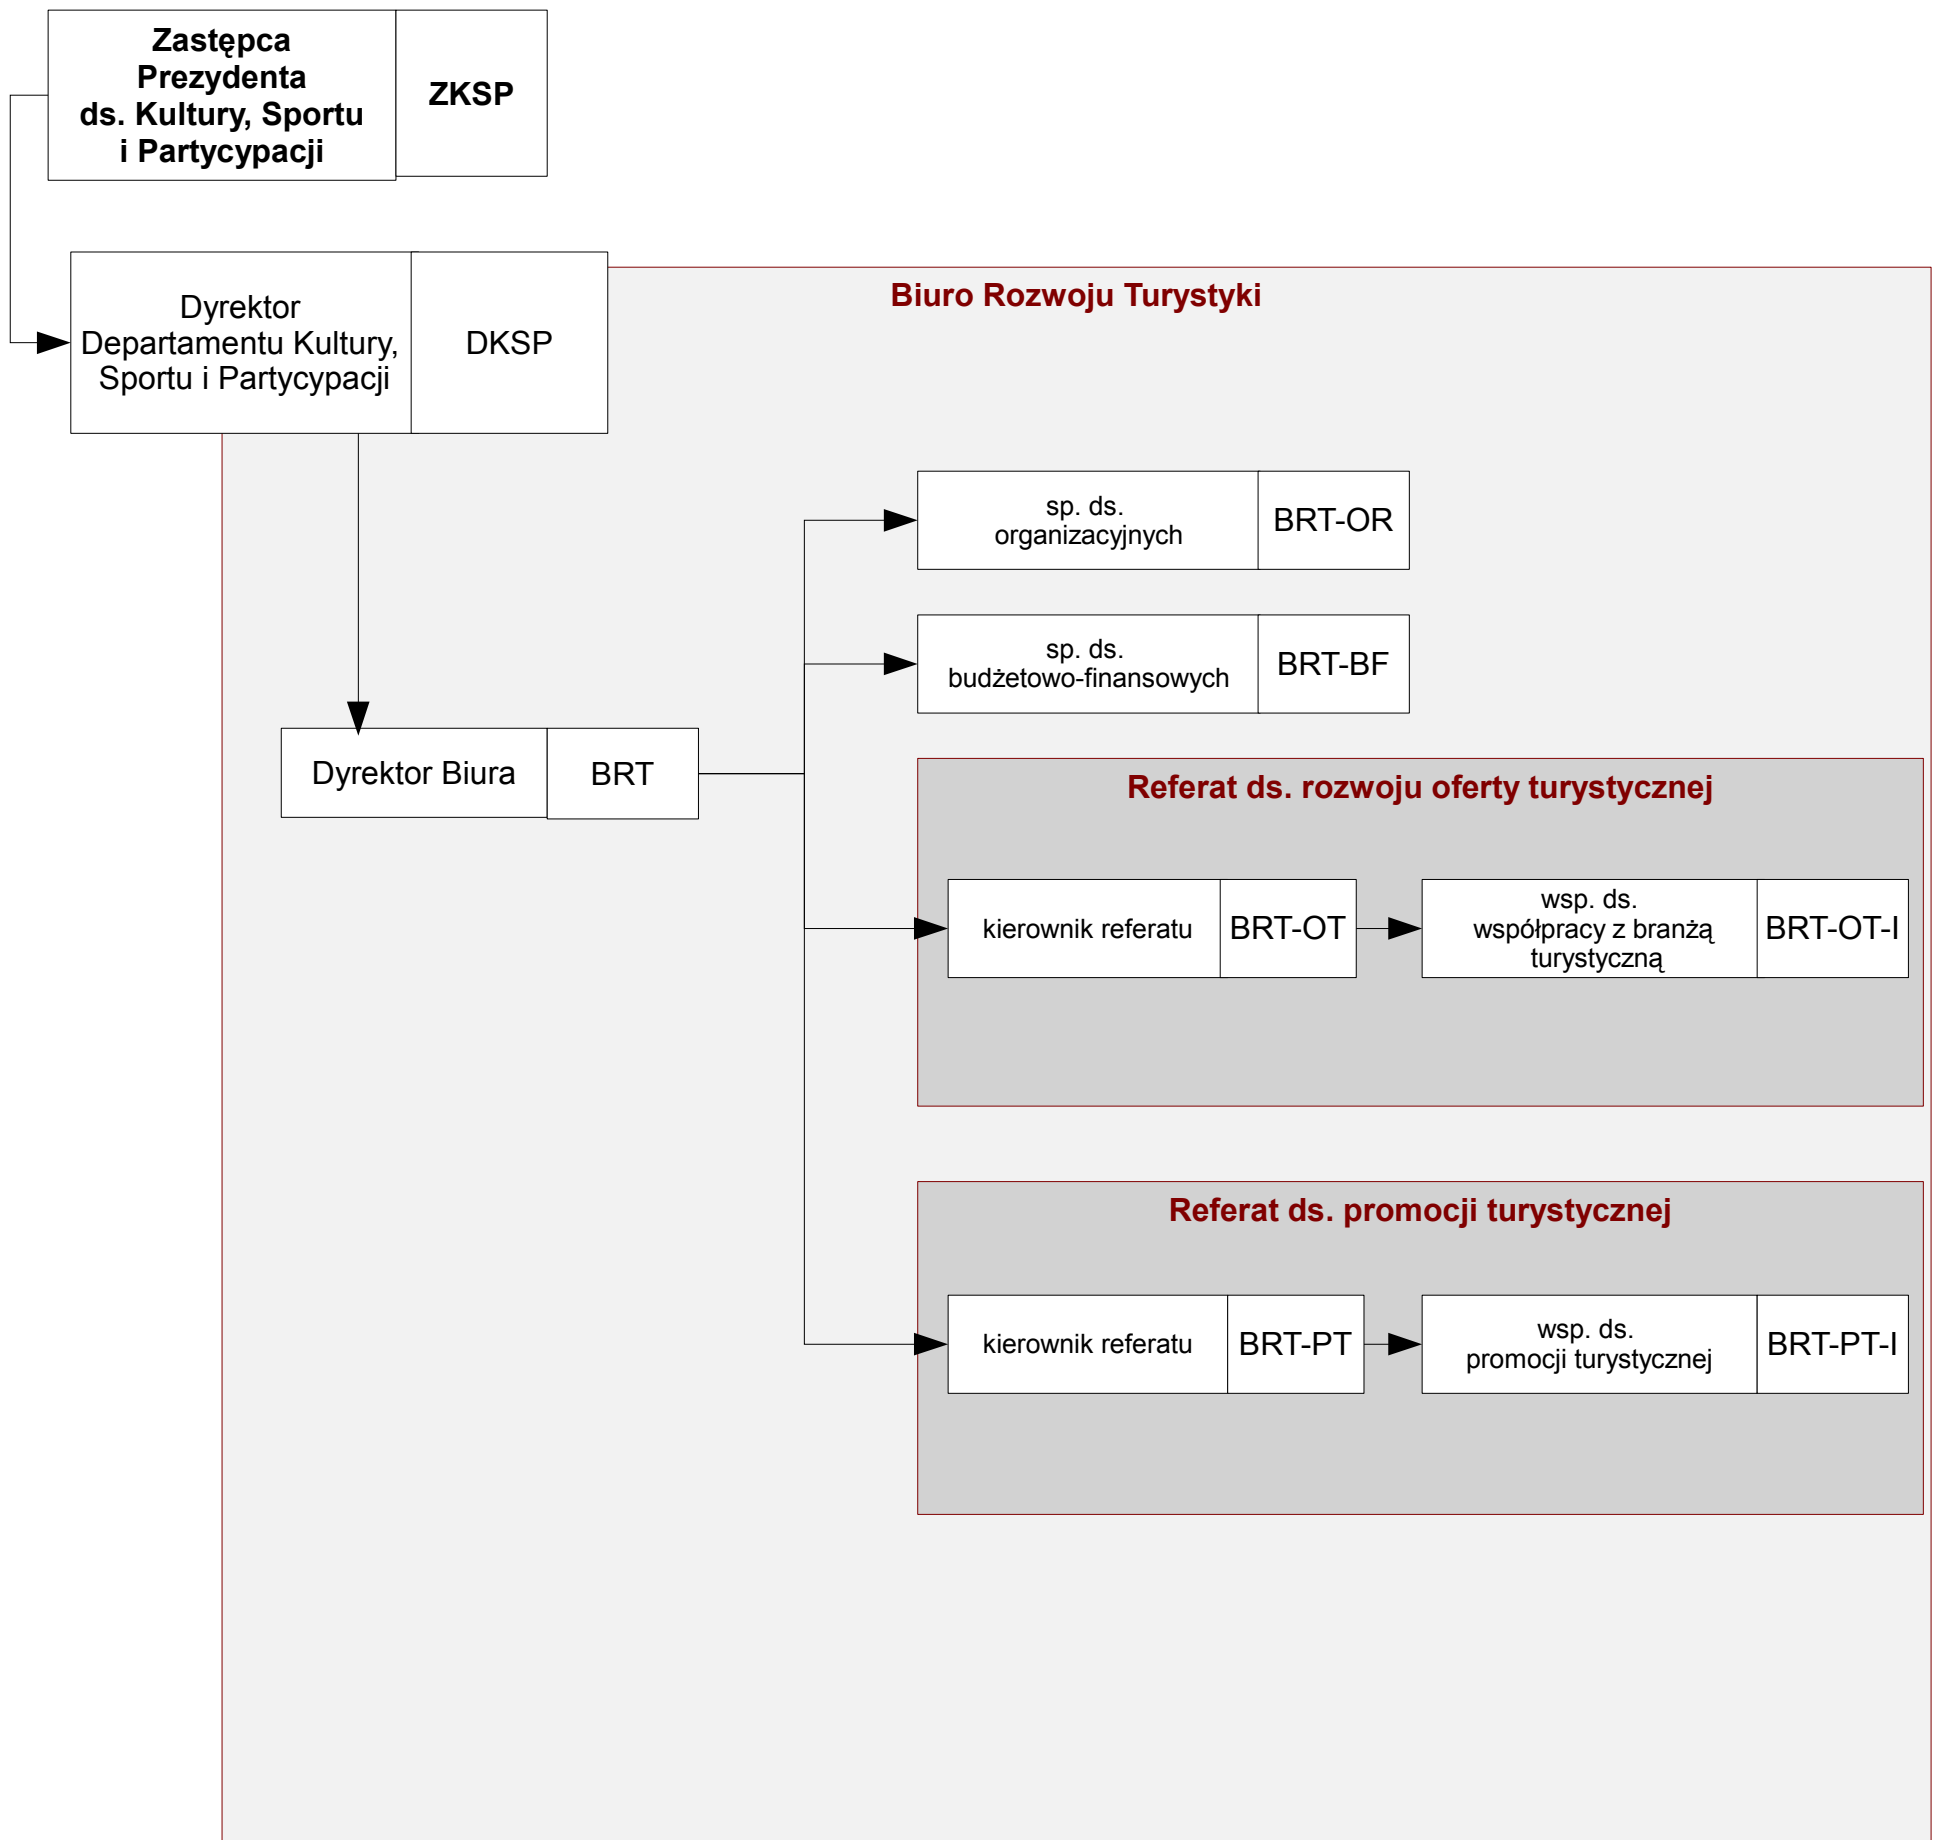 Zastępca
Prezydenta
ds. Kultury, Sportu
i Partycypacji
ZKSP
Dyrektor
Departamentu Kultury,
Sportu i Partycypacji
DKSP
Biuro Rozwoju Turystyki
sp. ds.
organizacyjnych
BRT-OR
sp. ds.
budżetowo-finansowych
BRT-BF
Dyrektor Biura
BRT
Referat ds. rozwoju oferty turystycznej
kierownik referatu
BRT-OT
wsp. ds.
współpracy z branżą
turystyczną
BRT-OT-I
Referat ds. promocji turystycznej
kierownik referatu
BRT-PT
wsp. ds.
promocji turystycznej
BRT-PT-I